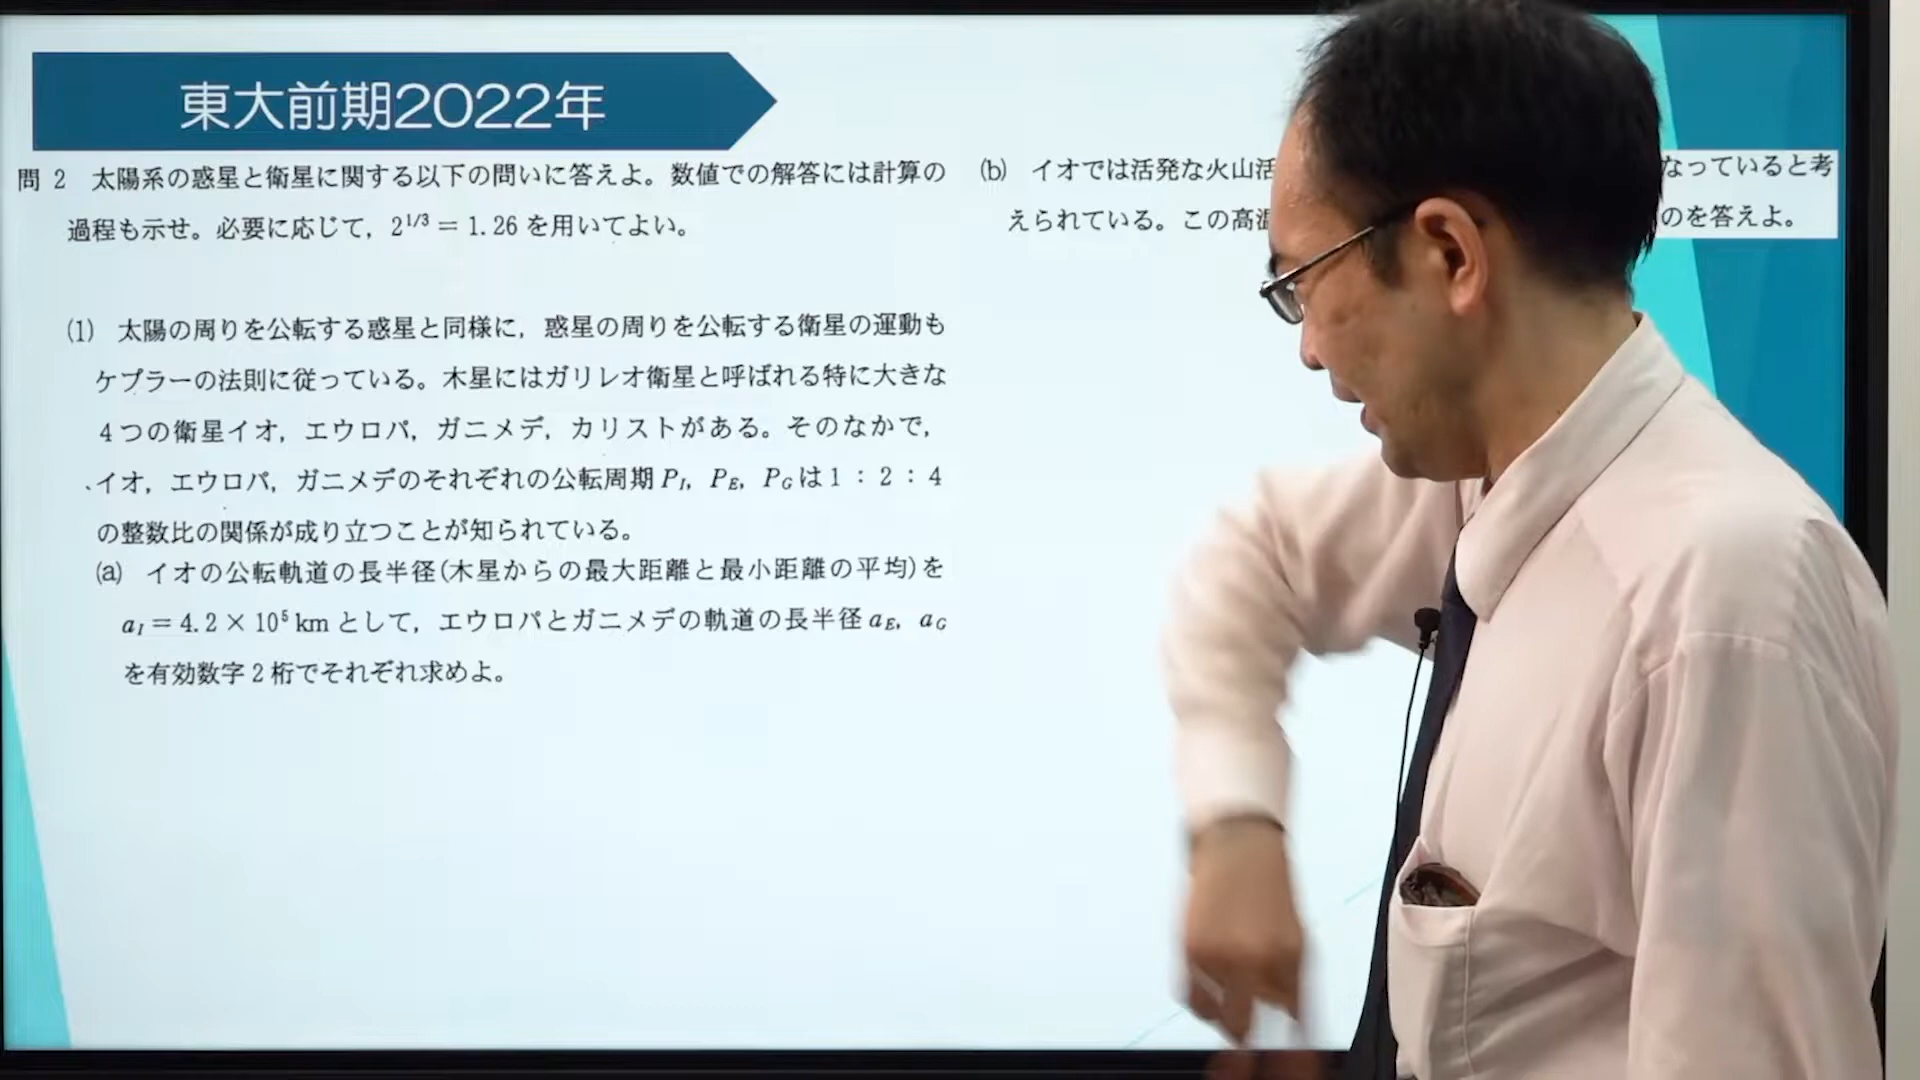 東大前期2022年
問 2 太陽系の惑星と衛星に関する以下の問いに答えよ。数値での解答には計算の
過程も示せ。必要に応じて，2^{1/3} = 1.26 を用いてよい。
(1) 太陽の周りを公転する惑星と同様に，惑星の周りを公転する衛星の運動も
ケプラーの法則に従っている。木星にはガリレオ衛星と呼ばれる特に大きな
4つの衛星イオ，エウロパ，ガニメデ，カリストがある。そのなかで，
イオ，エウロパ，ガニメデのそれぞれの公転周期 P_I, P_E, P_G は 1 : 2 : 4
の整数比の関係が成り立つことが知られている。
(a) イオの公転軌道の長半径(木星からの最大距離と最小距離の平均)を
a_I = 4.2 × 10^5 km として，エウロパとガニメデの軌道の長半径 a_E, a_G
を有効数字 2 桁でそれぞれ求めよ。
(b) イオでは活発な火山活 なっていると考
えられている。この高温 のを答えよ。